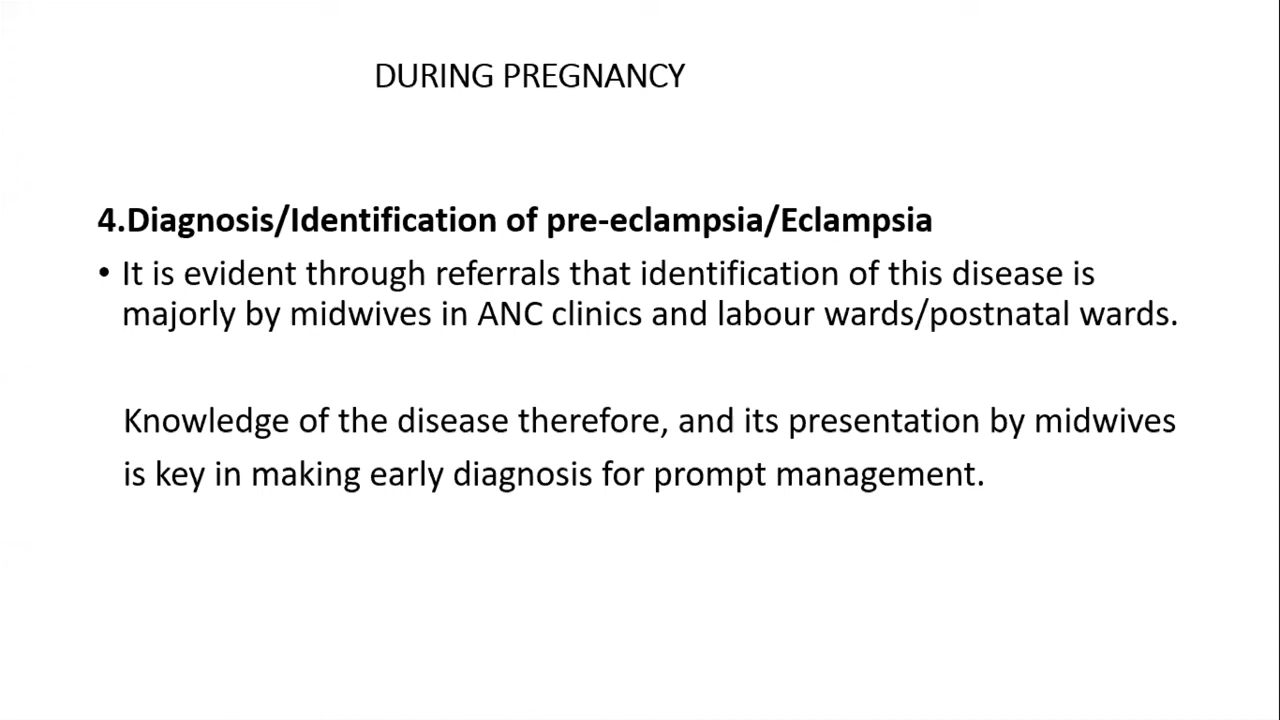 DURING PREGNANCY
4.Diagnosis/Identification of pre-eclampsia/Eclampsia
• It is evident through referrals that identification of this disease is
majorly by midwives in ANC clinics and labour wards/postnatal wards.
Knowledge of the disease therefore, and its presentation by midwives
is key in making early diagnosis for prompt management.